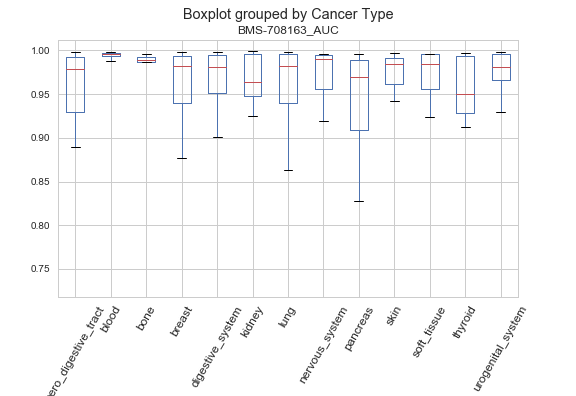 Boxplot grouped by Cancer Type
BMS-708163_AUC
1.00
0.95
0.90
0.85
0.80
0.75
ero_digestive_tract
blood
bone
breast
digestive_system
kidney
lung
nervous_system
pancreas
skin
soft_tissue
thyroid
urogenital_system